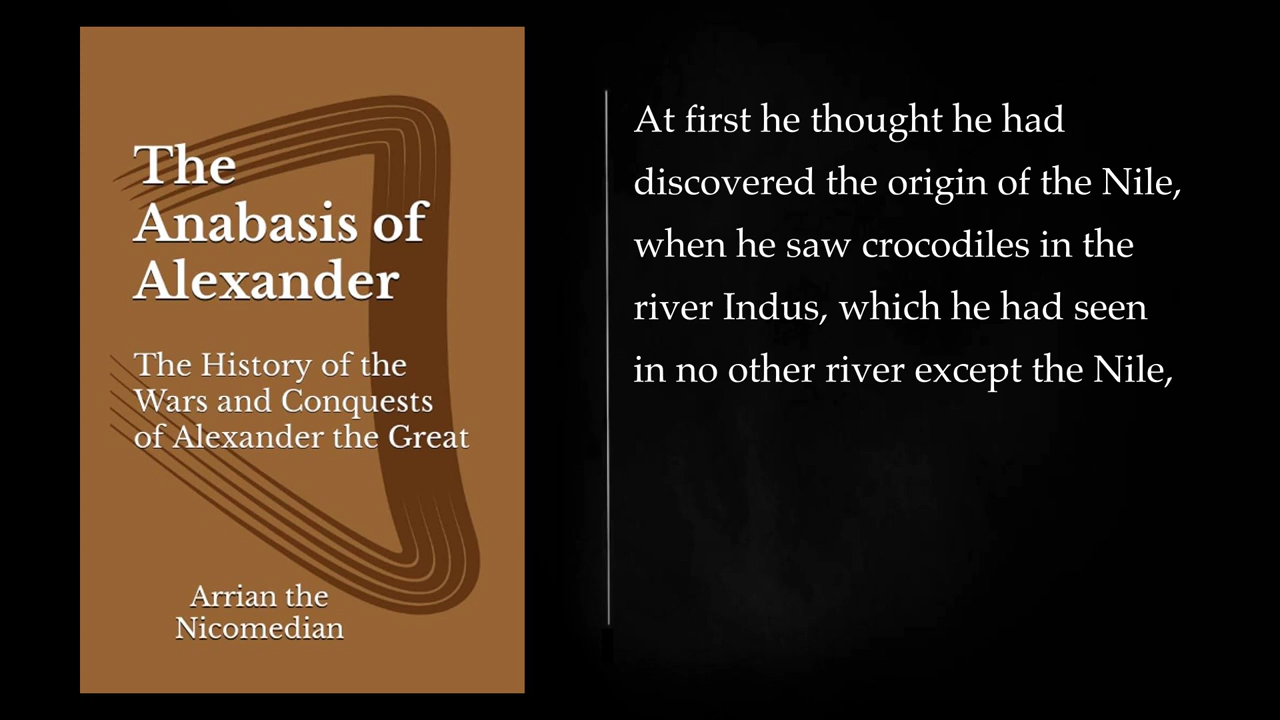 The
Anabasis of
Alexander
The History of the
Wars and Conquests
of Alexander the Great
Arrian the
Nicomedian
At first he thought he had
discovered the origin of the Nile,
when he saw crocodiles in the
river Indus, which he had seen
in no other river except the Nile,